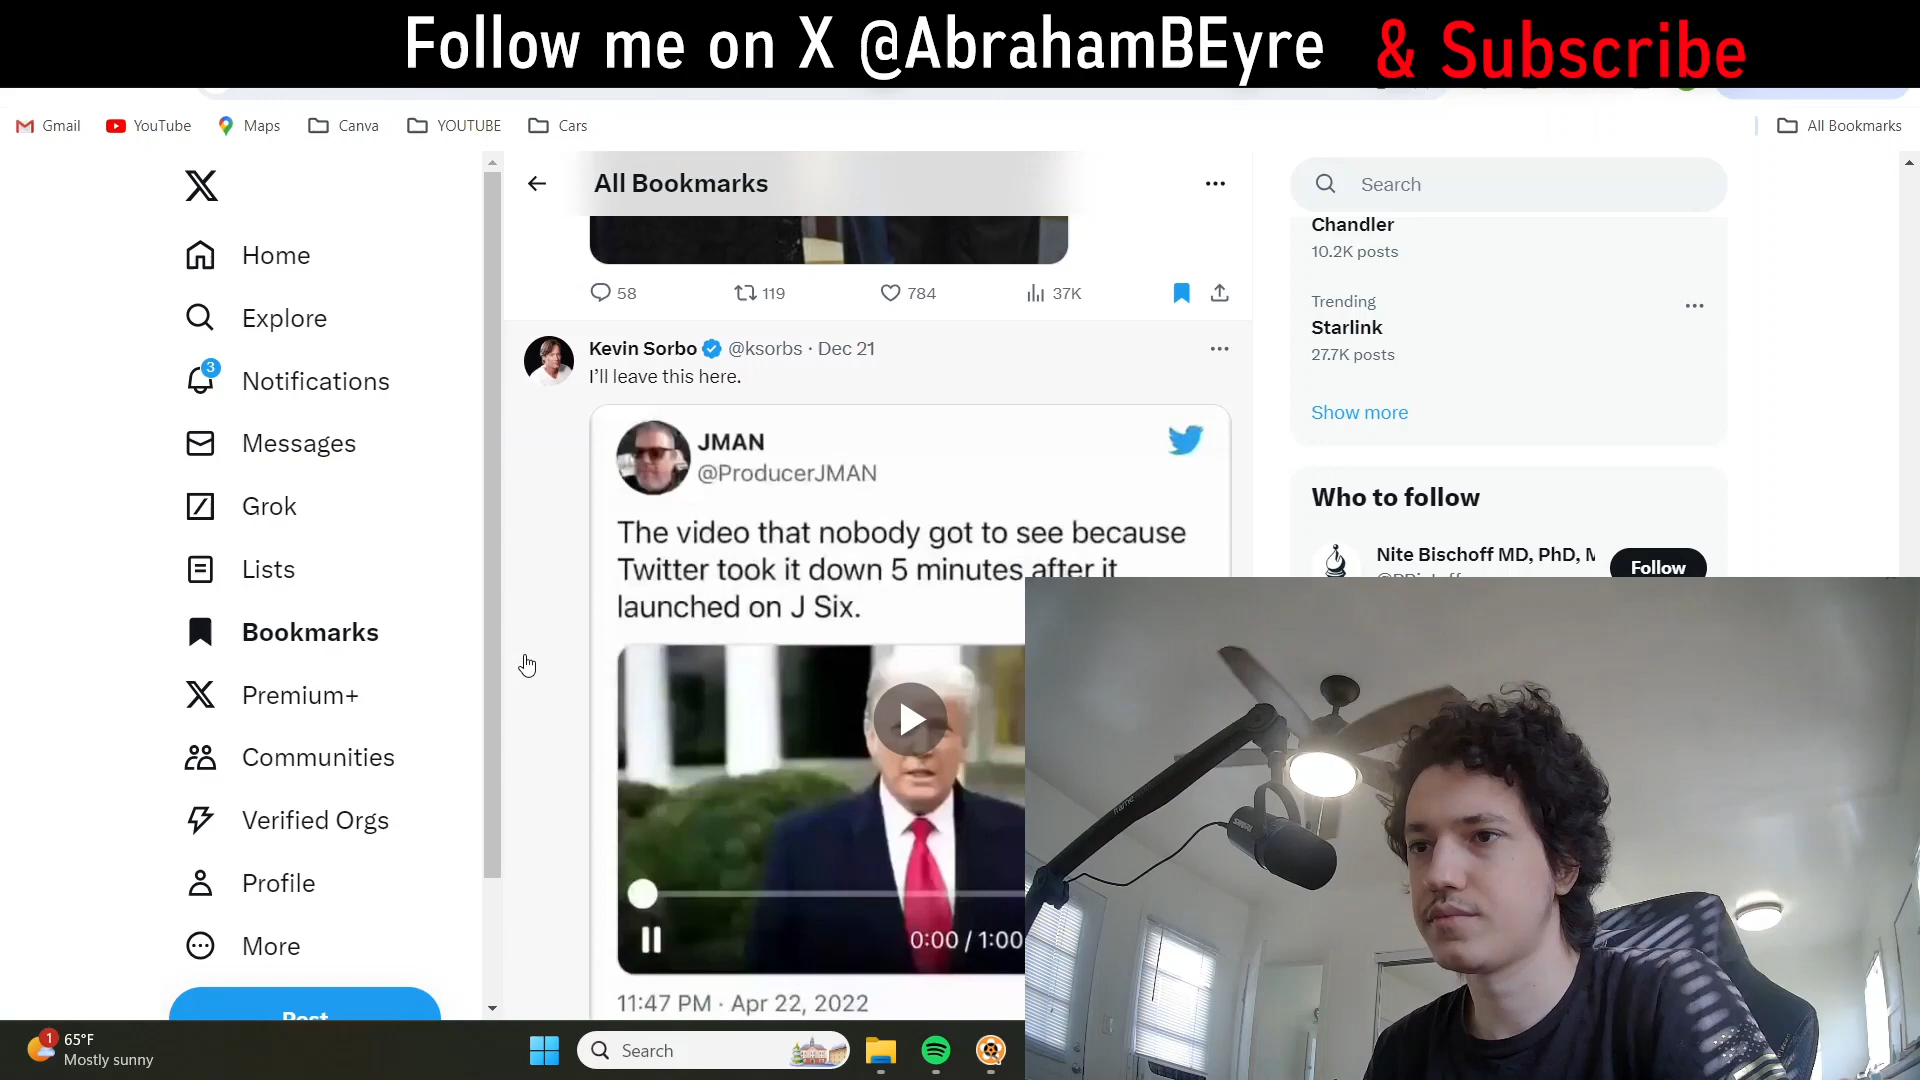 Follow me on X @AbrahamBEyre & Subscribe
Gmail YouTube Maps Canva YOUTUBE Cars All Bookmarks
Home
Explore
3
Notifications
Messages
Grok
Lists
Bookmarks
Premium+
Communities
Verified Orgs
Profile
More
Post
All Bookmarks
58 119 784 37K
Kevin Sorbo @ksorbs · Dec 21
I’ll leave this here.
JMAN
@ProducerJMAN
The video that nobody got to see because
Twitter took it down 5 minutes after it
launched on J Six.
0:00 / 1:00
11:47 PM · Apr 22, 2022
Search
Chandler
10.2K posts
Trending
Starlink
27.7K posts
Show more
Who to follow
Nite Bischoff MD, PhD,
Follow
1
65°F
Mostly sunny
Search